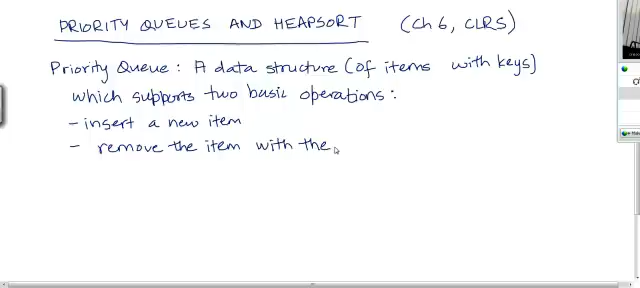 PRIORITY QUEUES AND HEAPSORT (Ch 6, CLRS)
Priority Queue: A data structure (of items with keys)
which supports two basic operations:
- insert a new item
- remove the item with the